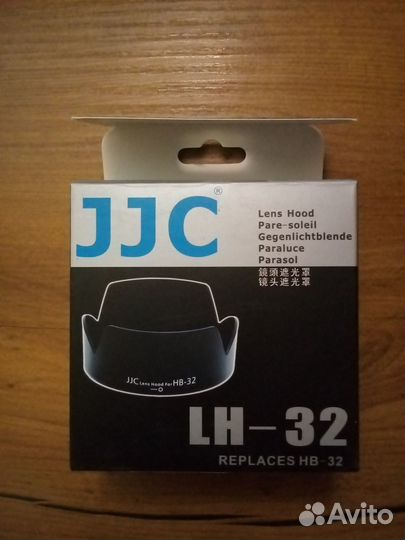 JJC®
Lens Hood
Pare-soleil
Gegenlichtblende
Paraluce
Parasol
鏡頭遮光罩
镜头遮光罩
JJC Lens Hood For HB-32
LH-32
REPLACES HB-32
Avito